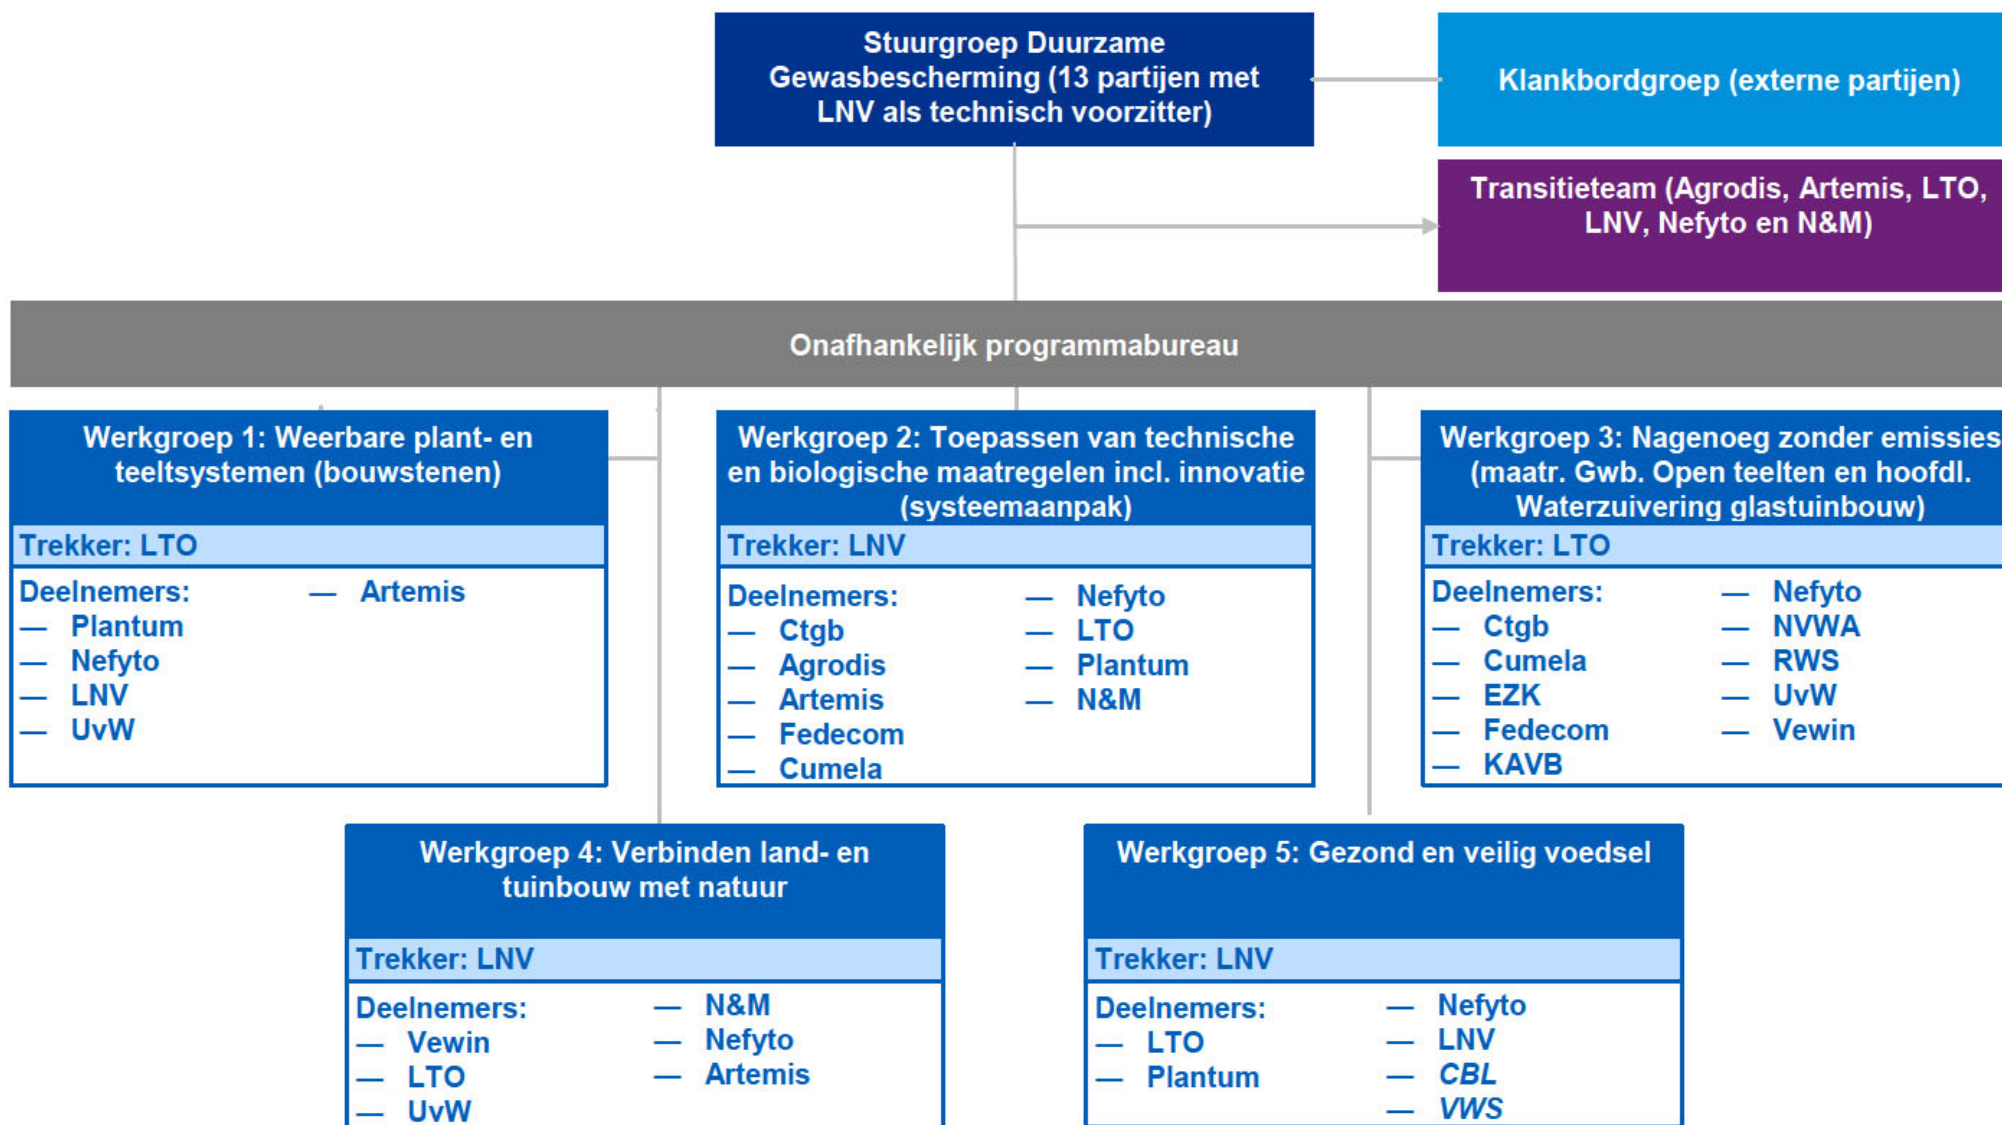 Stuurgroep Duurzame
Gewasbescherming (13 partijen met
LNV als technisch voorzitter)
Klankbordgroep (externe partijen)
Transitieteam (Agrodis, Artemis, LTO,
LNV, Nefyto en N&M)
Onafhankelijk programmabureau
Werkgroep 1: Weerbare plant- en
teeltsystemen (bouwstenen)
Trekker: LTO
Deelnemers:
— Plantum
— Nefyto
— LNV
— UvW
— Artemis
Werkgroep 2: Toepassen van technische
en biologische maatregelen incl. innovatie
(systeemaanpak)
Trekker: LNV
Deelnemers:
— Ctgb
— Agrodis
— Artemis
— Fedecom
— Cumela
— Nefyto
— LTO
— Plantum
— N&M
Werkgroep 3: Nagenoeg zonder emissies
(maatr. Gwb. Open teelten en hoofdl.
Waterzuivering glastuinbouw)
Trekker: LTO
Deelnemers:
— Ctgb
— Cumela
— EZK
— Fedecom
— KAVB
— Nefyto
— NVWA
— RWS
— UvW
— Vewin
Werkgroep 4: Verbinden land- en
tuinbouw met natuur
Trekker: LNV
Deelnemers:
— Vewin
— LTO
— UvW
— N&M
— Nefyto
— Artemis
Werkgroep 5: Gezond en veilig voedsel
Trekker: LNV
Deelnemers:
— LTO
— Plantum
— Nefyto
— LNV
— CBL
— VWS